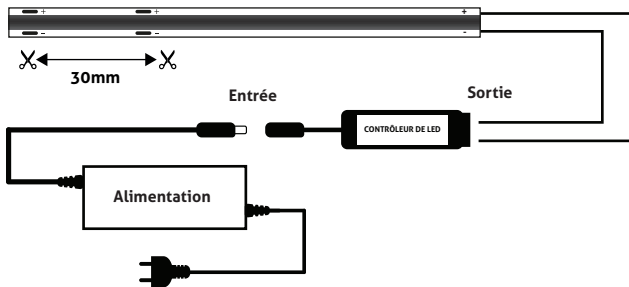 + + +
- - -
30mm
Entrée
Sortie
CONTRÔLEUR DE LED
Alimentation